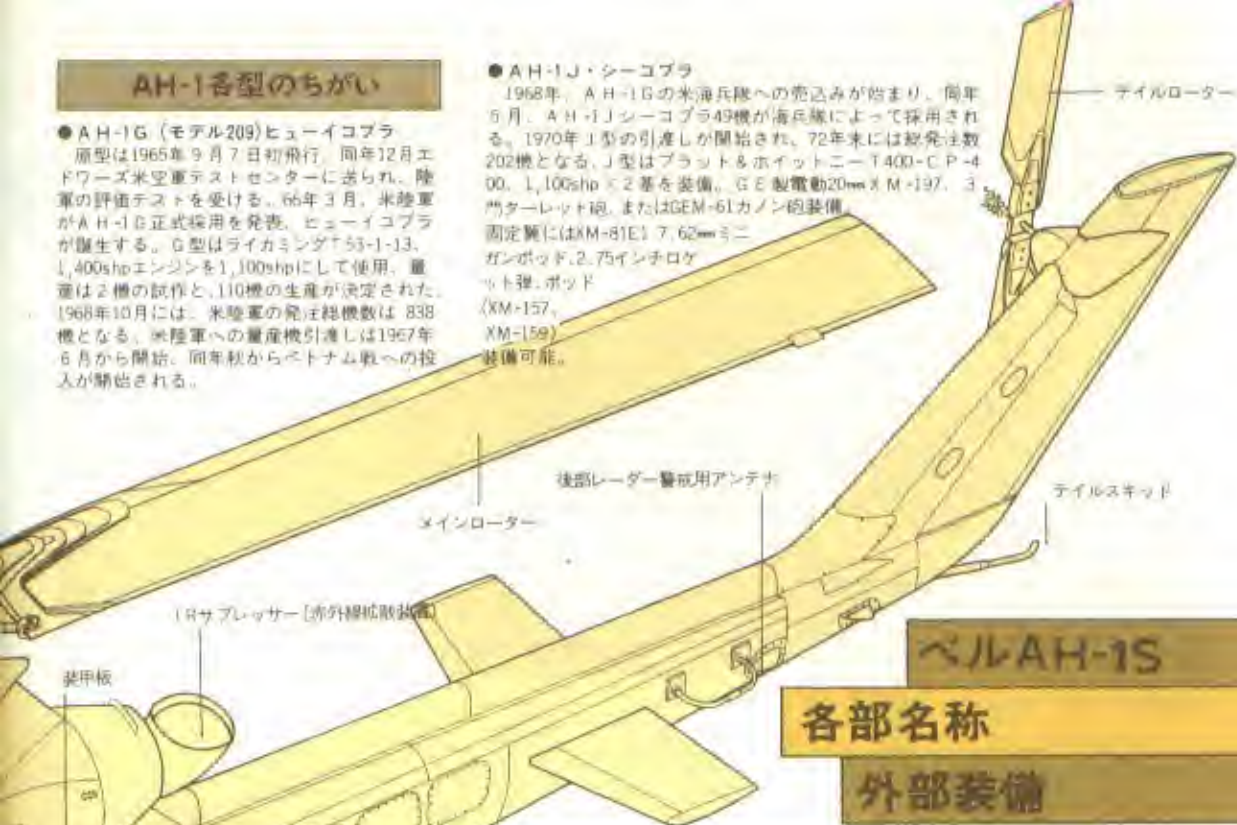 AH-1各型のちがい
●AH-1G (モデル209)ヒューイコブラ
原型は1965年9月7日初飛行、同年12月エ
ドワーズ米空軍テストセンターに送られ、陸
軍の評価テストを受ける。66年3月、米陸軍
がAH-1G正式採用を発表、ヒューイコブラ
が誕生する。G型はライカミングT53-1-13、
1,400shpエンジンを1,100shpにして使用、量
産は2機の試作と、110機の生産が決定された。
1968年10月には、米陸軍の発注総機数は 838
機となる。米陸軍への量産機引渡しは1967年
6月から開始、同年秋からベトナム戦への投
入が開始される。
●AH-1J・シーコブラ
1968年、AH-1Gの米海兵隊への売込みが始まり、同年
5月、AH-1Jシーコブラ49機が海兵隊によって採用され
る。1970年J型の引渡しが開始され、72年末には総発注数
202機となる。J型はプラット&ホイットニーT400-CP-4
00、1,100shp×2基を装備。GE製電動20mmXM-197、3
門ターレット砲、またはGEM-61カノン砲装備。
固定翼にはXM-81E1 7.62mmミニ
ガンポッド、2.75インチロケ
ット弾、ポッド
(XM-157、
XM-159)
装備可能。
テイルローター
後部レーダー警戒用アンテナ
テイルスキッド
メインローター
IRサプレッサー[赤外線拡散装置]
装甲板
ベルAH-1S
各部名称
外部装備